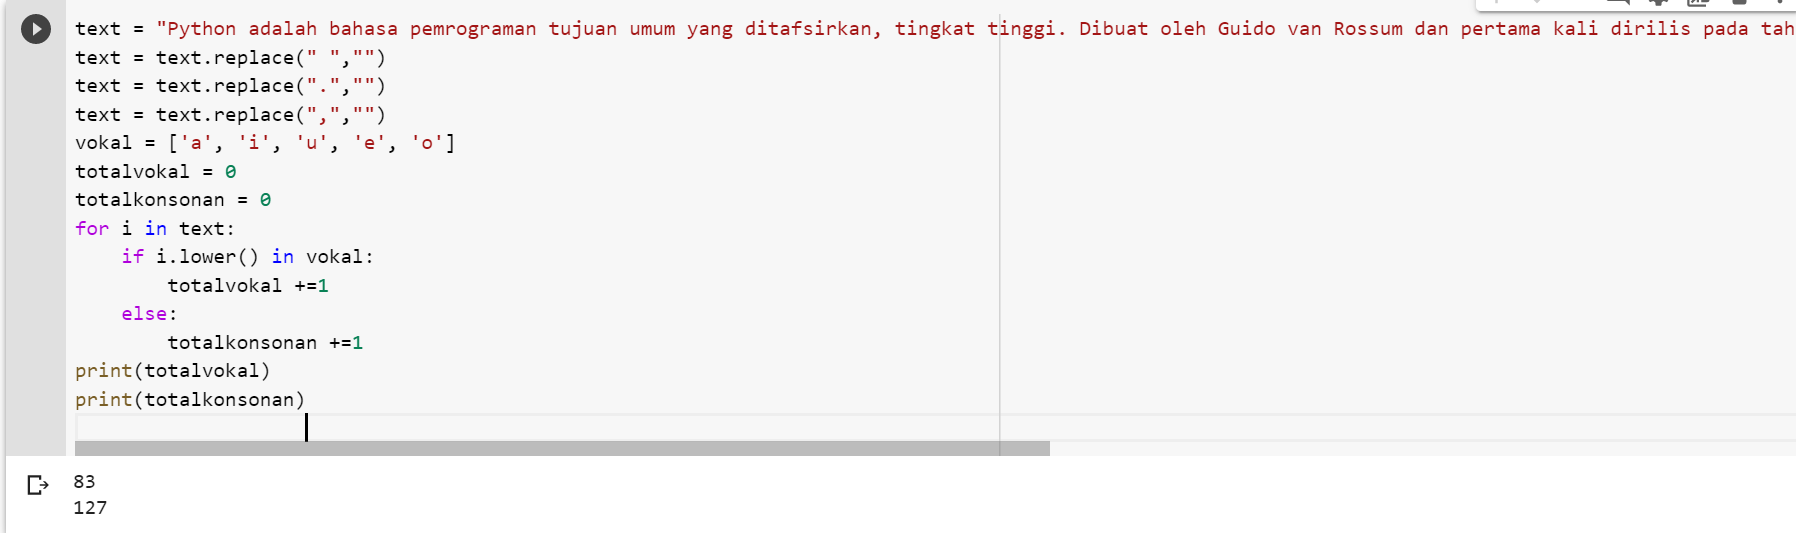 text = "Python adalah bahasa pemrograman tujuan umum yang ditafsirkan, tingkat tinggi. Dibuat oleh Guido van Rossum dan pertama kali dirilis pada tah
text = text.replace(" ","")
text = text.replace(".","")
text = text.replace(",","")
vokal = ['a', 'i', 'u', 'e', 'o']
totalvokal = 0
totalkonsonan = 0
for i in text:
    if i.lower() in vokal:
        totalvokal +=1
    else:
        totalkonsonan +=1
print(totalvokal)
print(totalkonsonan)
83
127